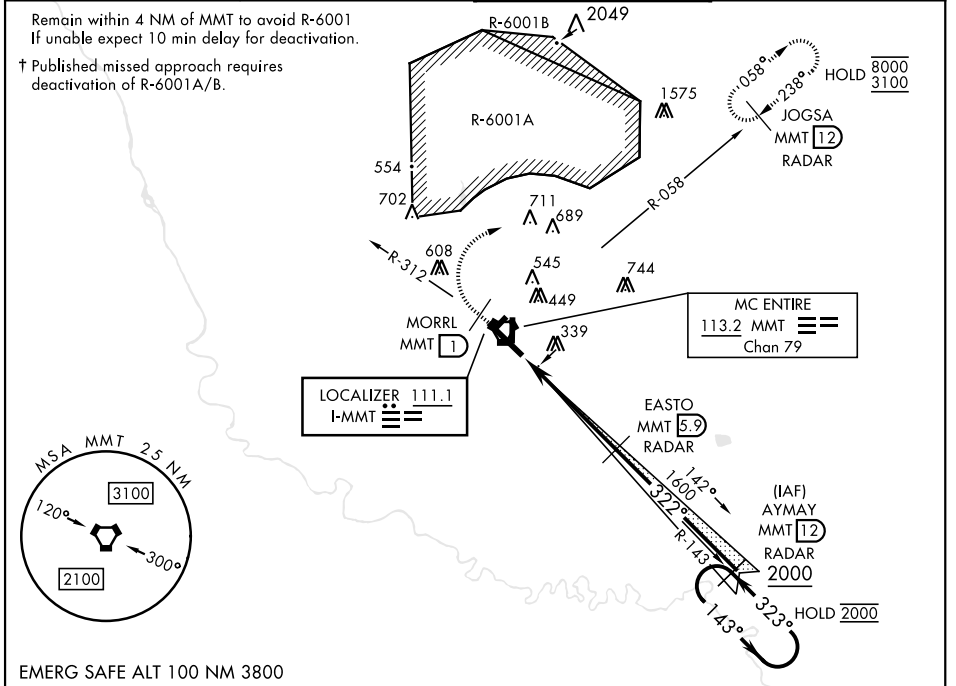 Remain within 4 NM of MMT to avoid R-6001
If unable expect 10 min delay for deactivation.
† Published missed approach requires
deactivation of R-6001A/B.
R-6001B
2049
R-6001A
1575
058°
238°
HOLD 8000
3100
JOGSA
MMT 12
RADAR
554
702
711
689
R-058
R-312
608
545
449
744
MORRL
MMT 1
339
MC ENTIRE
113.2 MMT
Chan 79
LOCALIZER 111.1
I-MMT
EASTO
MMT 5.9
RADAR
142°
1600
322°
R-143
(IAF)
AYMAY
MMT 12
RADAR
2000
323°
143°
HOLD 2000
MSA MMT 25 NM
3100
120°
300°
2100
EMERG SAFE ALT 100 NM 3800